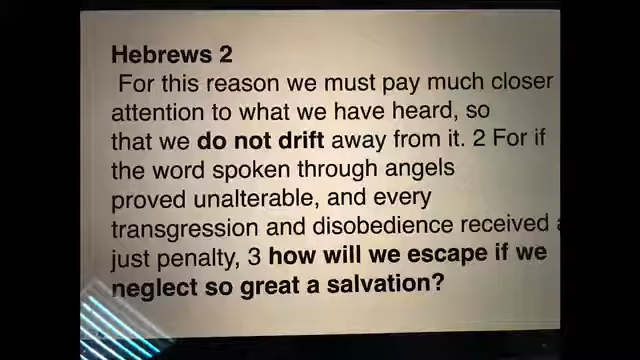 Hebrews 2
For this reason we must pay much closer
attention to what we have heard, so
that we do not drift away from it. 2 For if
the word spoken through angels
proved unalterable, and every
transgression and disobedience received a
just penalty, 3 how will we escape if we
neglect so great a salvation?